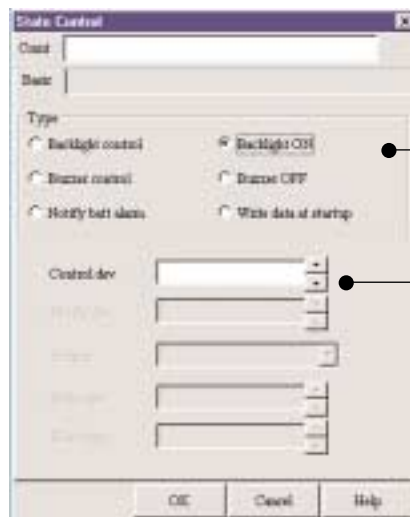 State Control
Cmnt
Basic
Type
Backlight control
Backlight ON
Buzzer control
Buzzer OFF
Notify batt alarm
Write data at startup
Control dev
OK
Cancel
Help